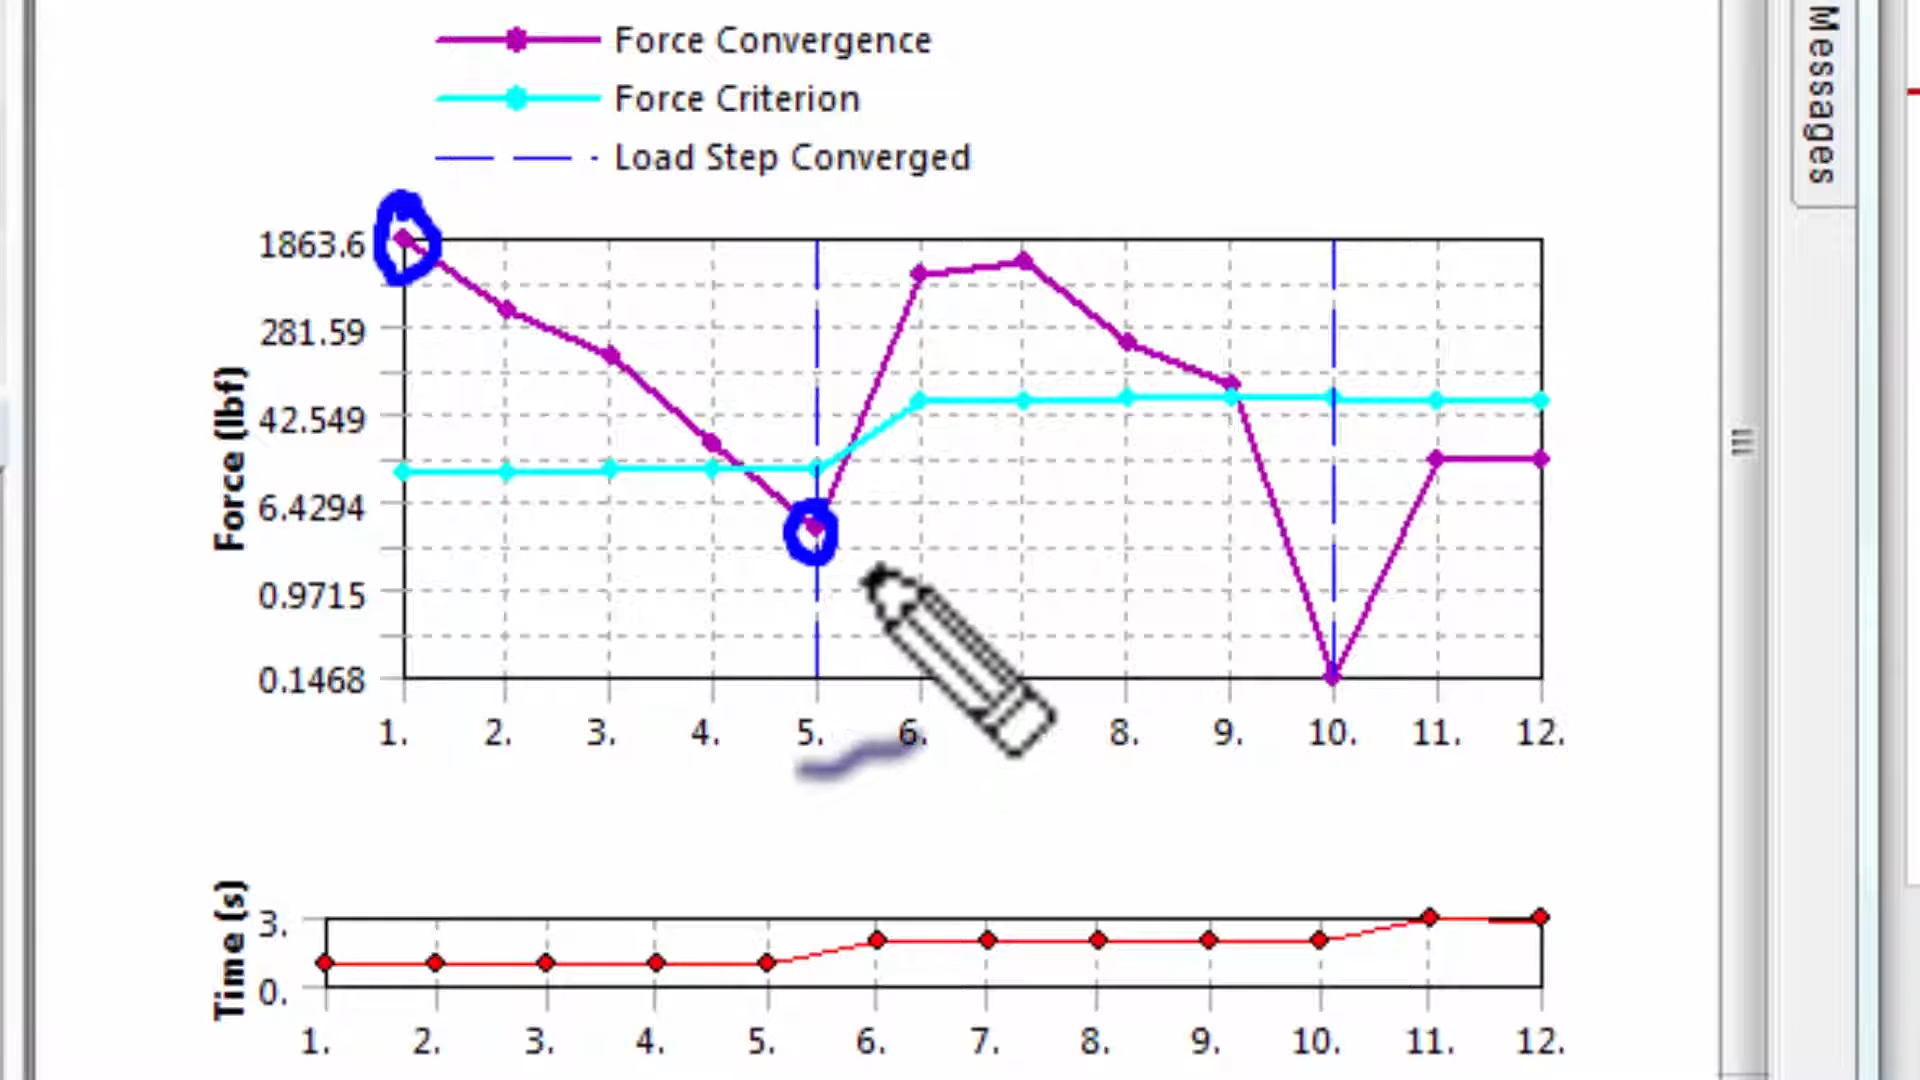 Force Convergence
Force Criterion
Load Step Converged
Messages
Force (lbf)
1863.6
281.59
42.549
6.4294
0.9715
0.1468
1. 2. 3. 4. 5. 6. 8. 9. 10. 11. 12.
Time (s)
3.
0.
1. 2. 3. 4. 5. 6. 7. 8. 9. 10. 11. 12.